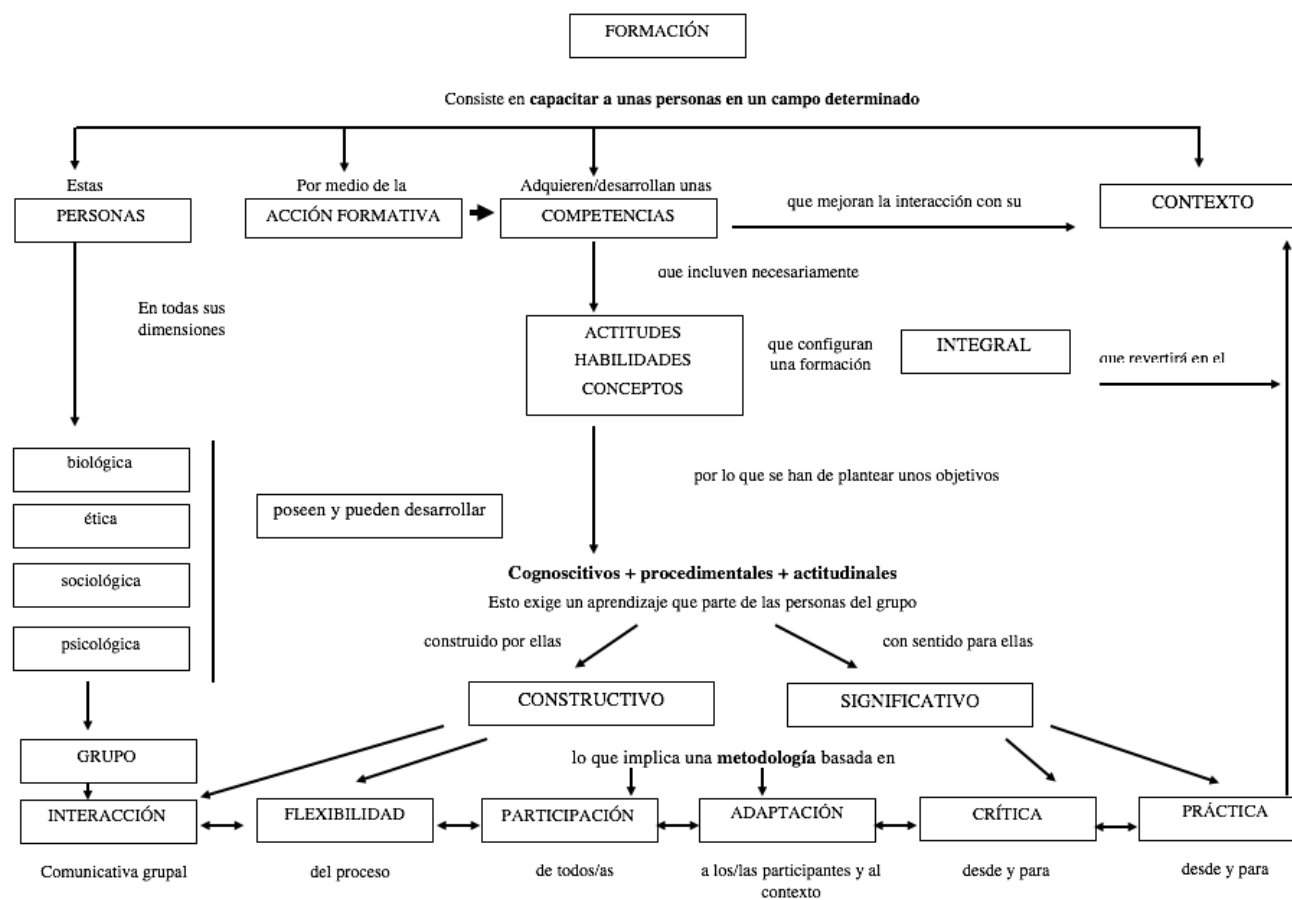 FORMACIÓN
Consiste en capacitar a unas personas en un campo determinado
Estas
PERSONAS
Por medio de la
ACCIÓN FORMATIVA
Adquieren/desarrollan unas
COMPETENCIAS
que mejoran la interacción con su
CONTEXTO
que incluven necesariamente
En todas sus
dimensiones
ACTITUDES
HABILIDADES
CONCEPTOS
que configuran
una formación
INTEGRAL
que revertirá en el
biológica
ética
sociológica
psicológica
poseen y pueden desarrollar
por lo que se han de plantear unos objetivos
Cognoscitivos + procedimentales + actitudinales
Esto exige un aprendizaje que parte de las personas del grupo
construido por ellas
con sentido para ellas
CONSTRUCTIVO
SIGNIFICATIVO
GRUPO
lo que implica una metodología basada en
INTERACCIÓN
FLEXIBILIDAD
PARTICIPACIÓN
ADAPTACIÓN
CRÍTICA
PRÁCTICA
Comunicativa grupal
del proceso
de todos/as
a los/las participantes y al
contexto
desde y para
desde y para